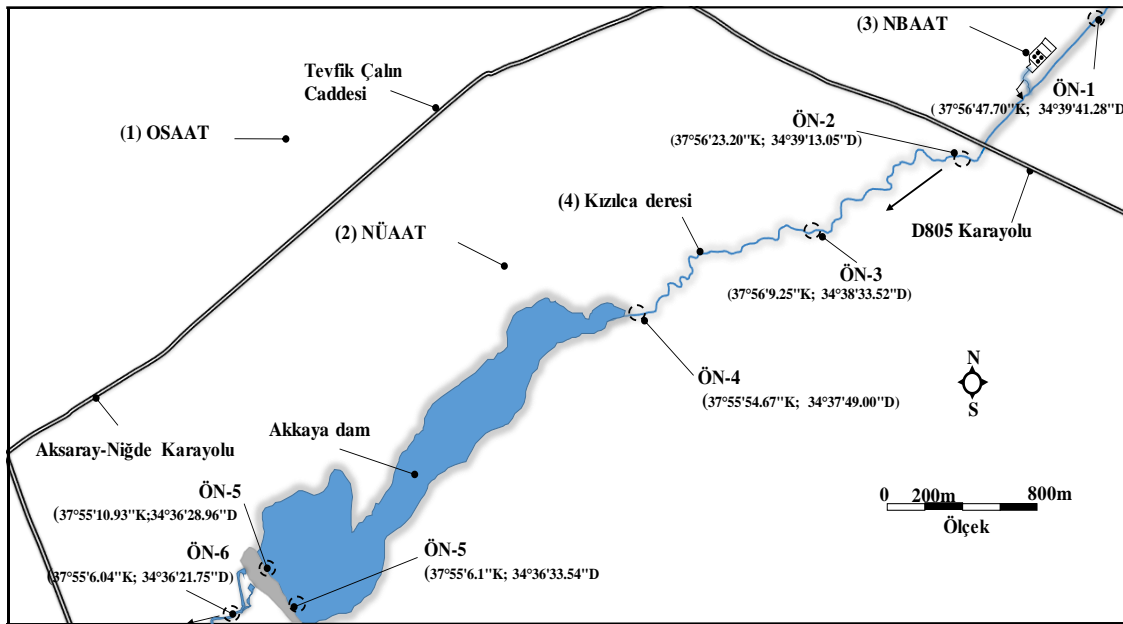 (3) NBAAT
Tevfik Çalın
Caddesi
ÖN-1
(37°56'47.70"K; 34°39'41.28"D
(1) OSAAT
ÖN-2
(37°56'23.20"K; 34°39'13.05"D)
(4) Kızılca deresi
(2) NÜAAT
D805 Karayolu
ÖN-3
(37°56'9.25"K; 34°38'33.52"D)
N
S
ÖN-4
(37°55'54.67"K; 34°37'49.00"D)
Akkaya dam
Aksaray-Niğde Karayolu
ÖN-5
(37°55'10.93"K;34°36'28.96"D
0 200m 800m
Ölçek
ÖN-6
(37°55'6.04"K; 34°36'21.75"D)
ÖN-5
(37°55'6.1"K; 34°36'33.54"D